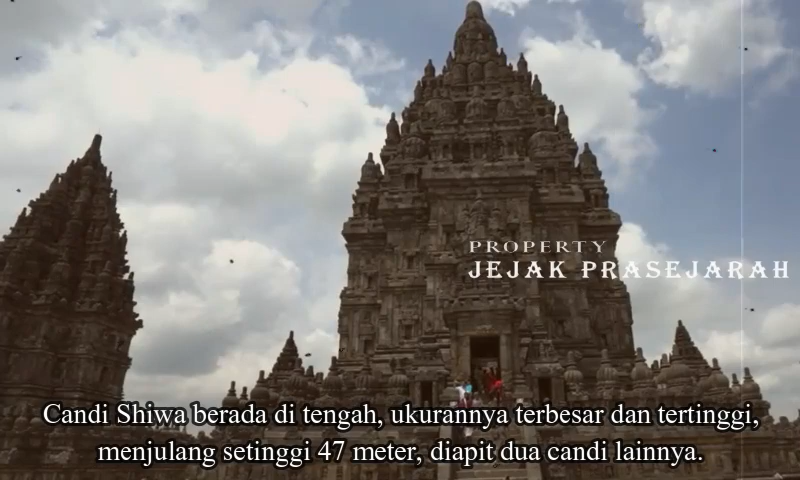 PROPERTY
JEJAK PRASEJARAH
Candi Shiwa berada di tengah, ukurannya terbesar dan tertinggi,
menjulang setinggi 47 meter, diapit dua candi lainnya.